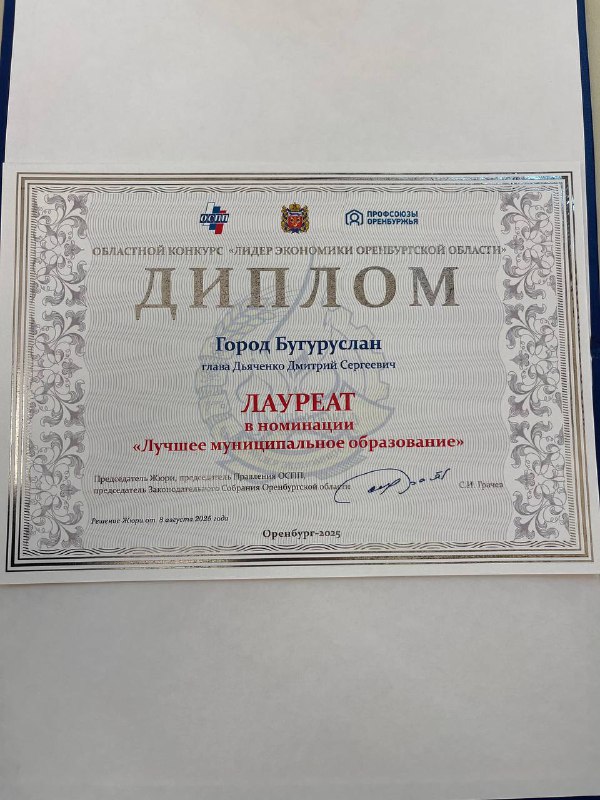 ОСПП
ПРОФСОЮЗЫ
ОРЕНБУРЖЬЯ
ОБЛАСТНОЙ КОНКУРС «ЛИДЕР ЭКОНОМИКИ ОРЕНБУРГСКОЙ ОБЛАСТИ»
ДИПЛОМ
Город Бугуруслан
глава Дьяченко Дмитрий Сергеевич
ЛАУРЕАТ
в номинации
«Лучшее муниципальное образование»
Председатель Жюри, председатель Правления ОСПП,
председатель Законодательного Собрания Оренбургской области
С.И. Грачев
Решение Жюри от 8 августа 2025 года
Оренбург-2025